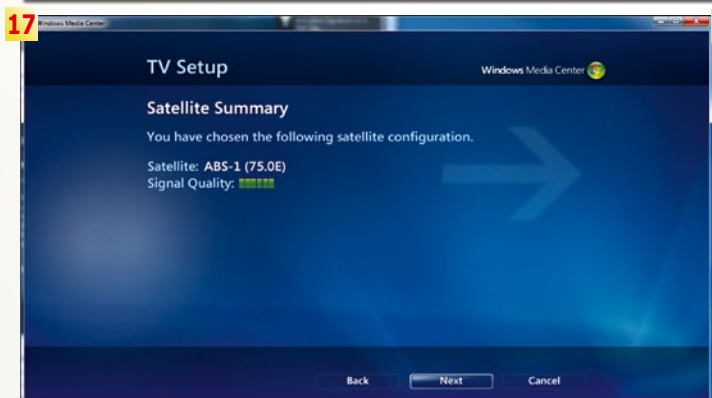 17
Windows Media Center
TV Setup
Windows Media Center
Satellite Summary
You have chosen the following satellite configuration.
Satellite: ABS-1 (75.0E)
Signal Quality:
Back
Next
Cancel